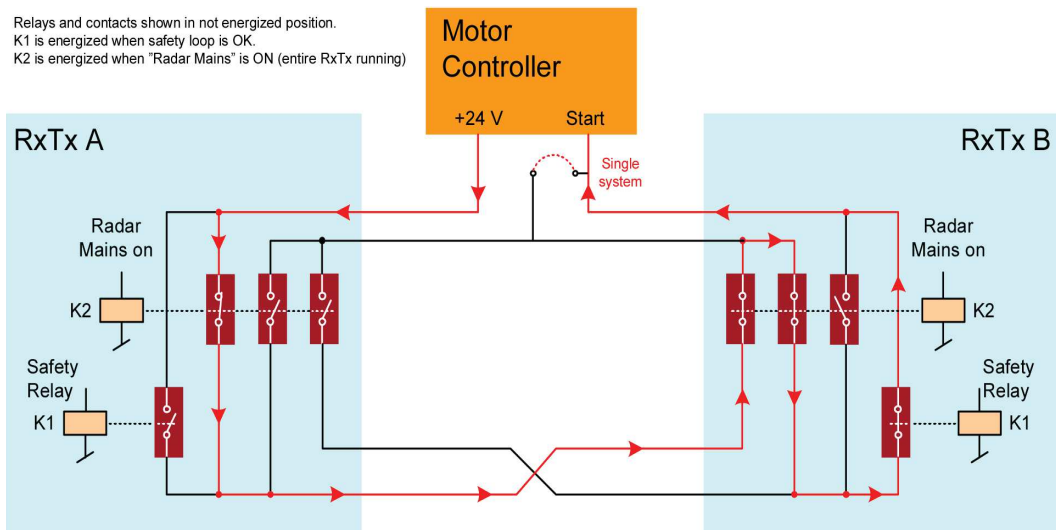 Relays and contacts shown in not energized position.
K1 is energized when safety loop is OK.
K2 is energized when ”Radar Mains” is ON (entire RxTx running)
Motor
Controller
+24 V
Start
RxTx A
RxTx B
Single
system
Radar
Mains on
K2
Safety
Relay
K1
Radar
Mains on
K2
Safety
Relay
K1